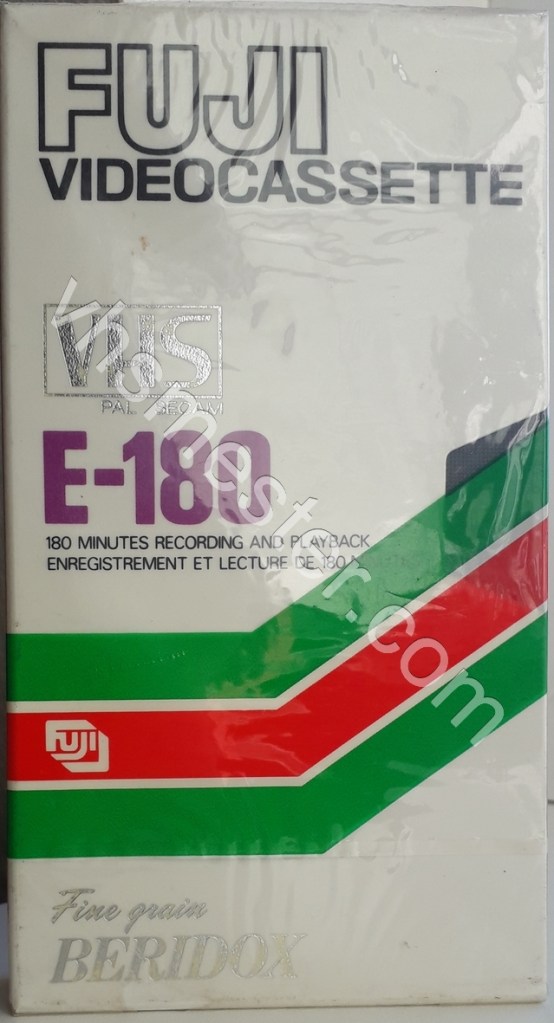 FUJI
VIDEOCASSETTE
VHS
PAL SECAM
E-180
180 MINUTES RECORDING AND PLAYBACK
ENREGISTREMENT ET LECTURE DE 180
FUJI
Fine grain
BERIDOX
vhsmester.com